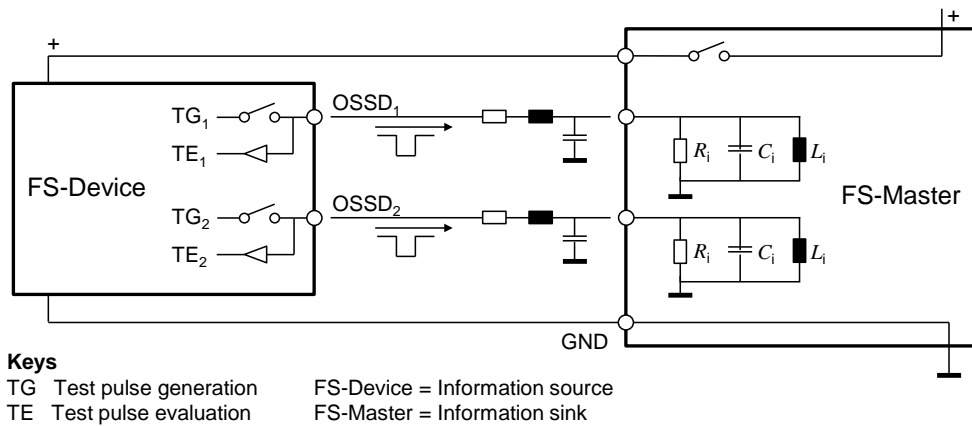 +
+
TG1
OSSD1
TE1
Ri
Ci
Li
FS-Device
FS-Master
TG2
OSSD2
TE2
Ri
Ci
Li
GND
Keys
TG Test pulse generation FS-Device = Information source
TE Test pulse evaluation FS-Master = Information sink